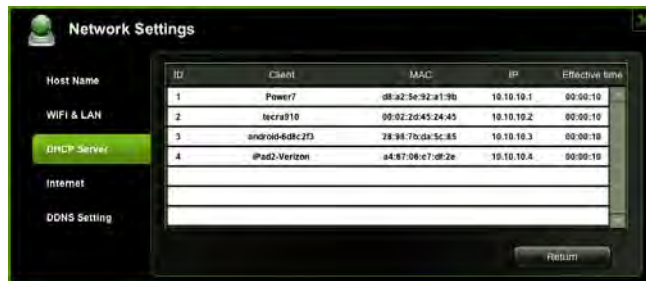 Network Settings
Host Name
WiFi & LAN
DHCP Server
Internet
DDNS Setting
ID Client MAC IP Effective time
1 Power7 d8:a2:5e:92:a1:9b 10.10.10.1 00:00:10
2 tecra910 00:02:2d:45:24:45 10.10.10.2 00:00:10
3 android-6d8c2f3 28:98:7b:da:5c:85 10.10.10.3 00:00:10
4 iPad2-Verizon a4:67:06:e7:df:2e 10.10.10.4 00:00:10
Return